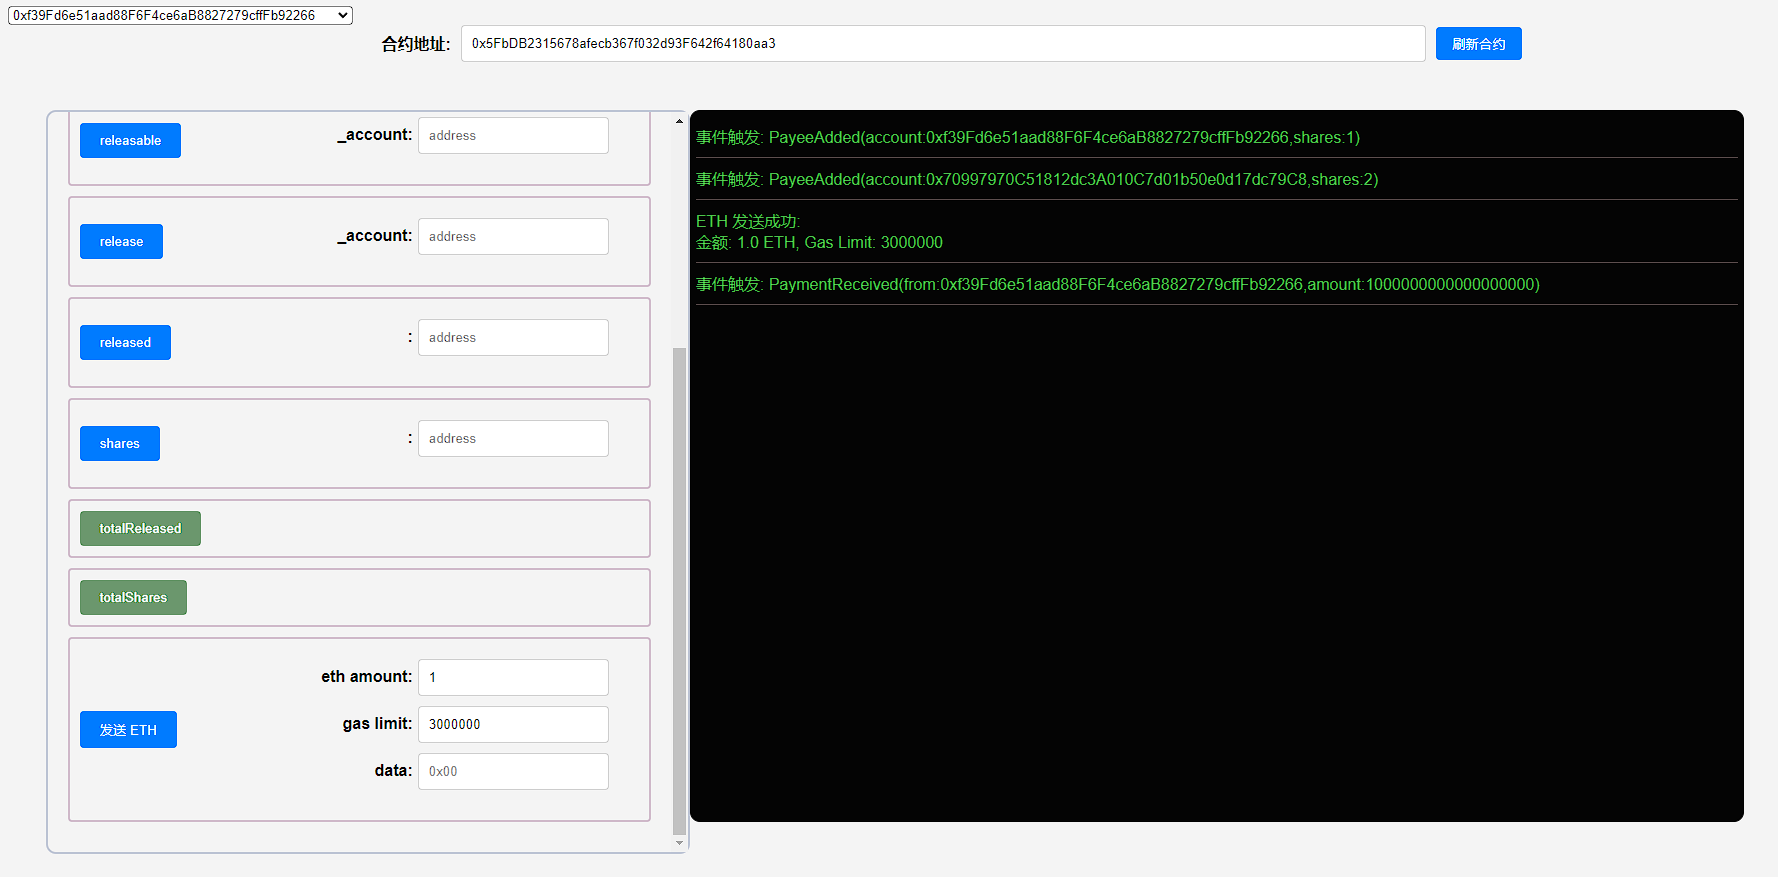 0xf39Fd6e51aad88F6F4ce6aB8827279cffFb92266
合约地址: 0x5FbDB2315678afecb367f032d93F642f64180aa3 刷新合约
releasable _account: address
release _account: address
released : address
shares : address
totalReleased
totalShares
eth amount: 1
gas limit: 3000000
发送 ETH
data: 0x00
事件触发: PayeeAdded(account:0xf39Fd6e51aad88F6F4ce6aB8827279cffFb92266,shares:1)
事件触发: PayeeAdded(account:0x70997970C51812dc3A010C7d01b50e0d17dc79C8,shares:2)
ETH 发送成功:
金额: 1.0 ETH, Gas Limit: 3000000
事件触发: PaymentReceived(from:0xf39Fd6e51aad88F6F4ce6aB8827279cffFb92266,amount:1000000000000000000)